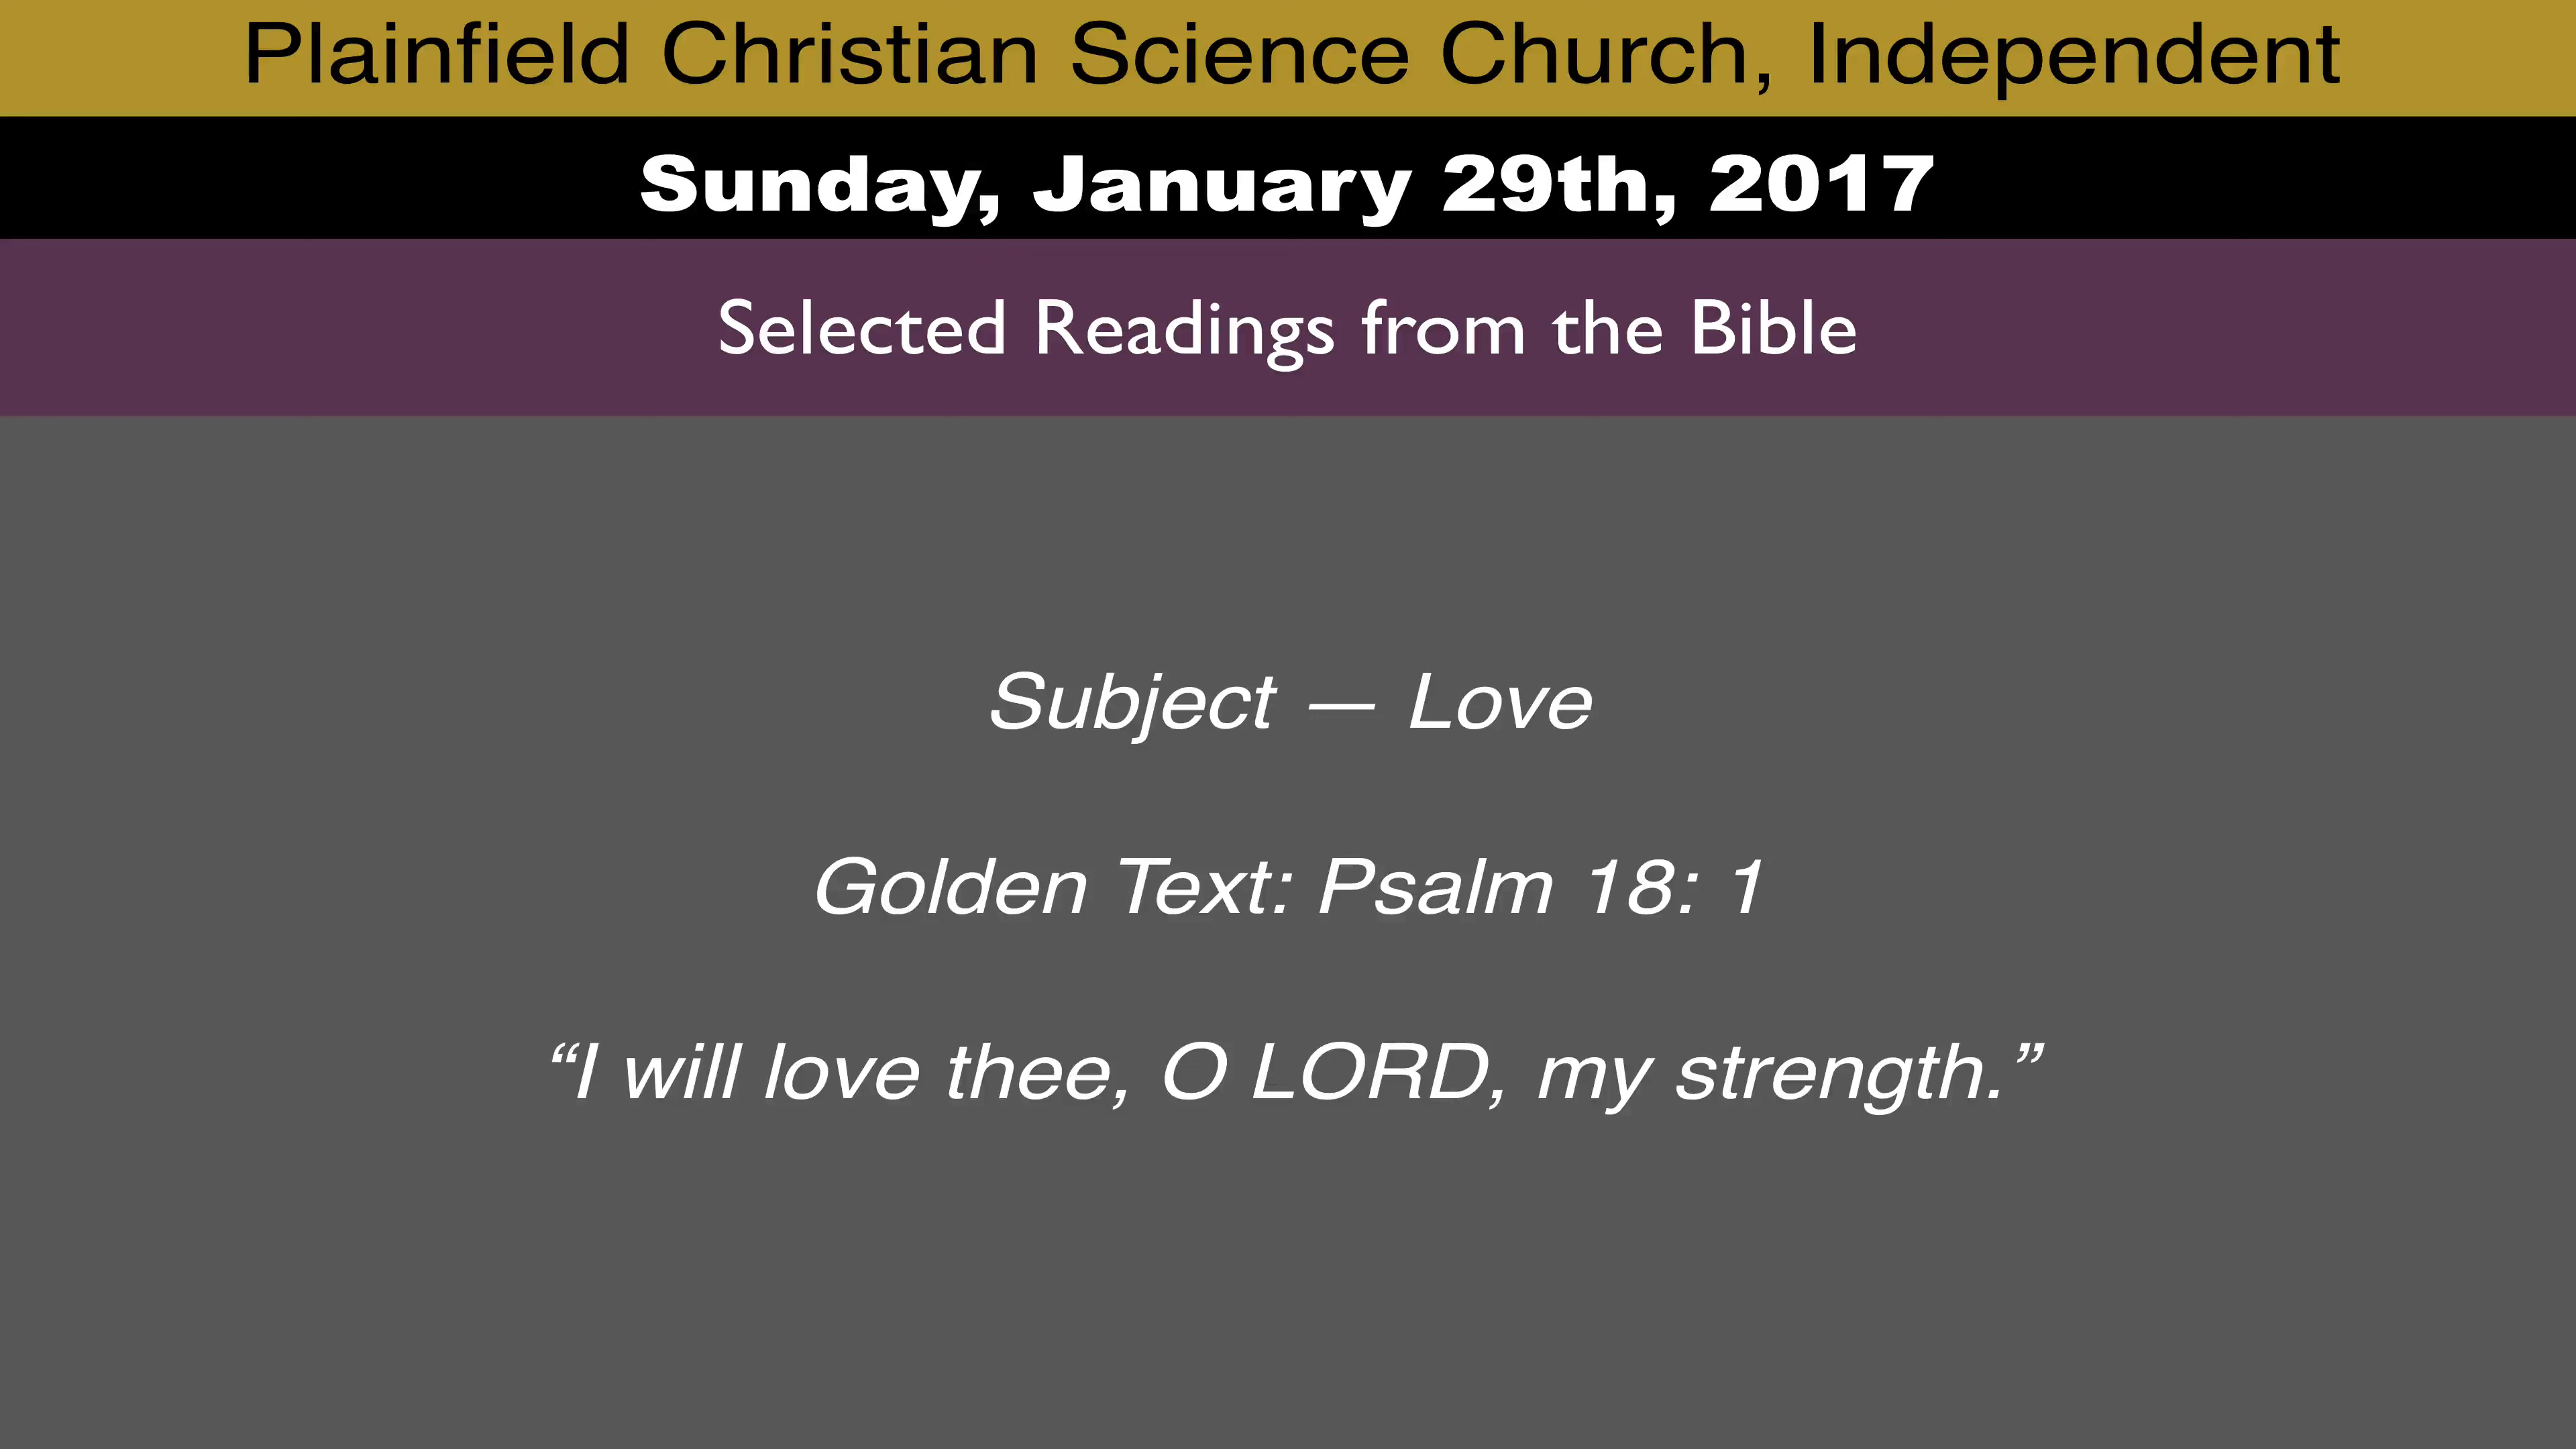 Plainfield Christian Science Church, Independent
Sunday, January 29th, 2017
Selected Readings from the Bible
Subject — Love
Golden Text: Psalm 18: 1
“I will love thee, O LORD, my strength.”